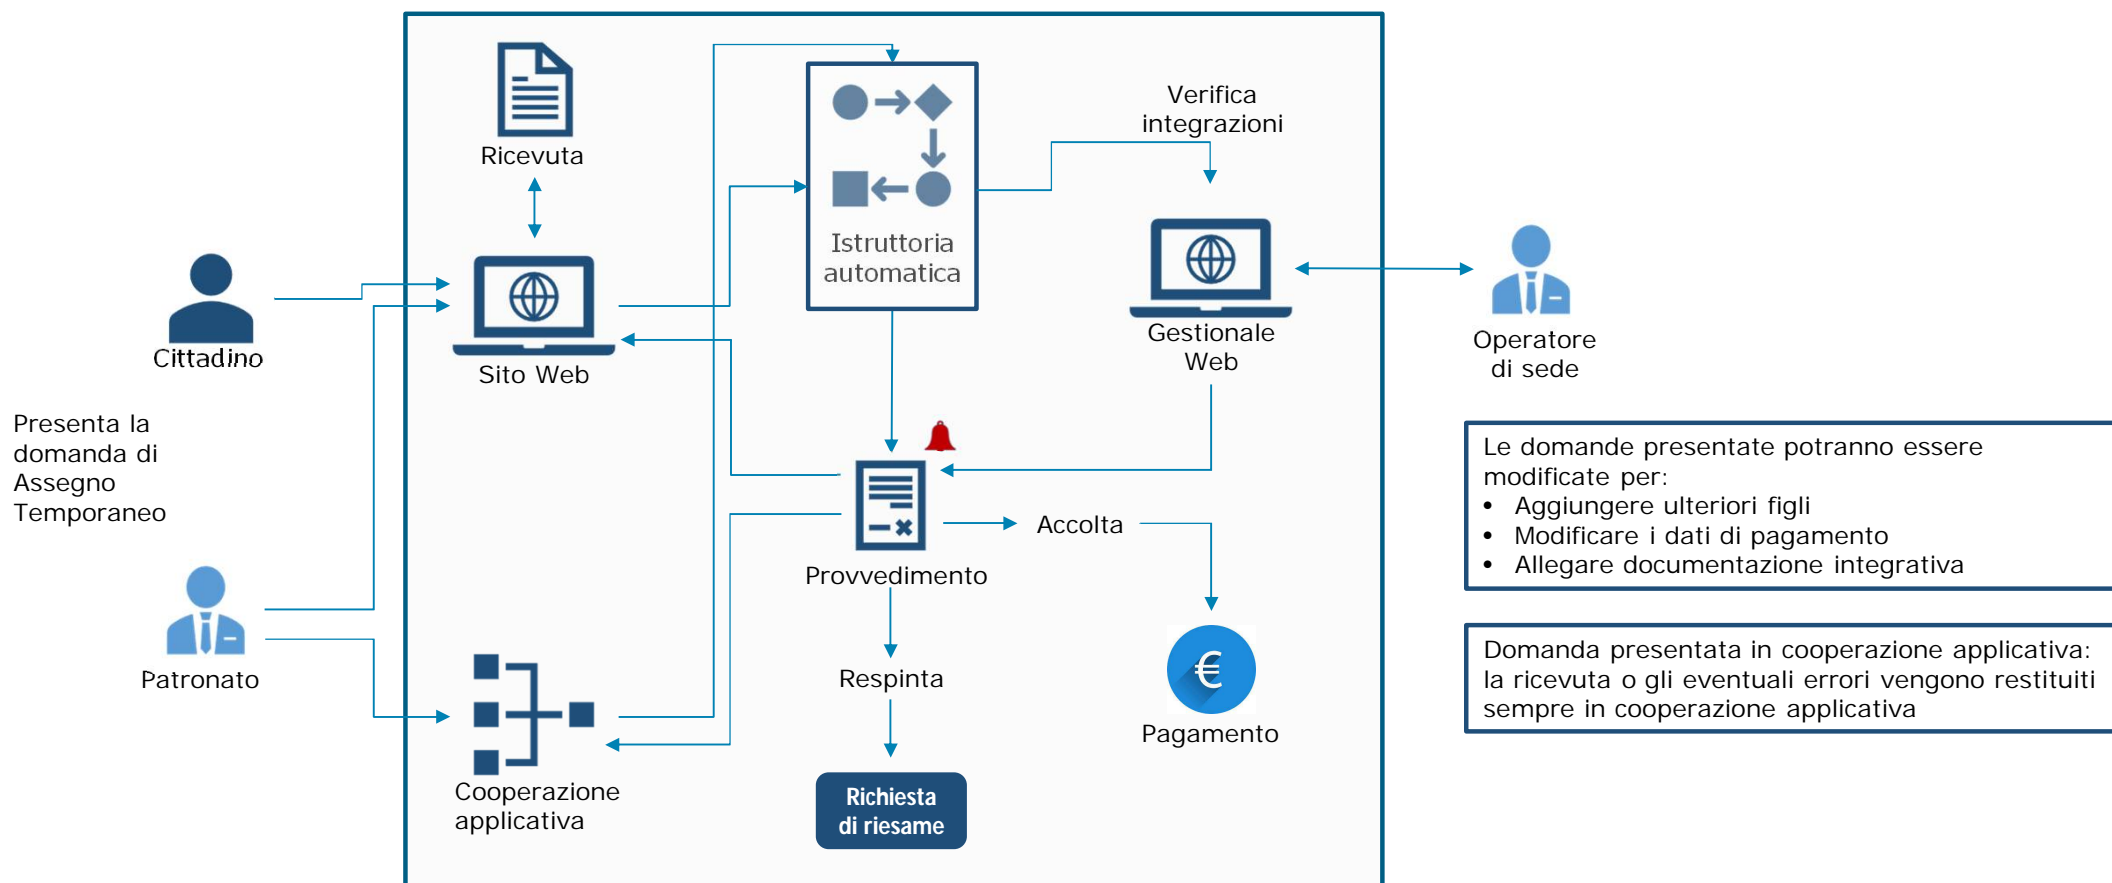 Ricevuta
Verifica
integrazioni
Istruttoria
automatica
Cittadino
Sito Web
Gestionale
Web
Operatore
di sede
Presenta la
domanda di
Assegno
Temporaneo
Le domande presentate potranno essere
modificate per:
• Aggiungere ulteriori figli
• Modificare i dati di pagamento
• Allegare documentazione integrativa
Accolta
Provvedimento
Patronato
Respinta
€
Pagamento
Domanda presentata in cooperazione applicativa:
la ricevuta o gli eventuali errori vengono restituiti
sempre in cooperazione applicativa
Cooperazione
applicativa
Richiesta
di riesame